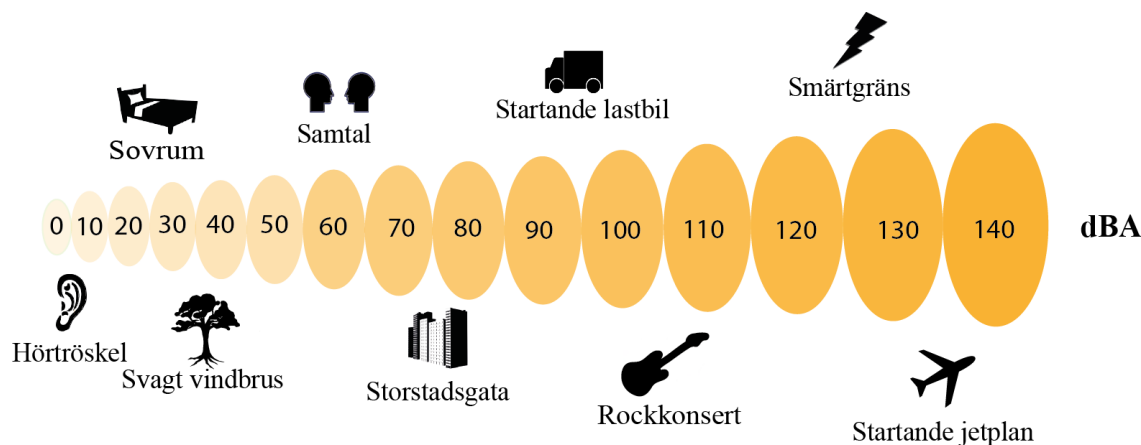 Smärtgräns
Startande lastbil
Samtal
Sovrum
0 10 20 30 40 50 60 70 80 90 100 110 120 130 140 dBA
Hörtröskel
Svagt vindbrus
Storstadsgata
Rockkonsert
Startande jetplan